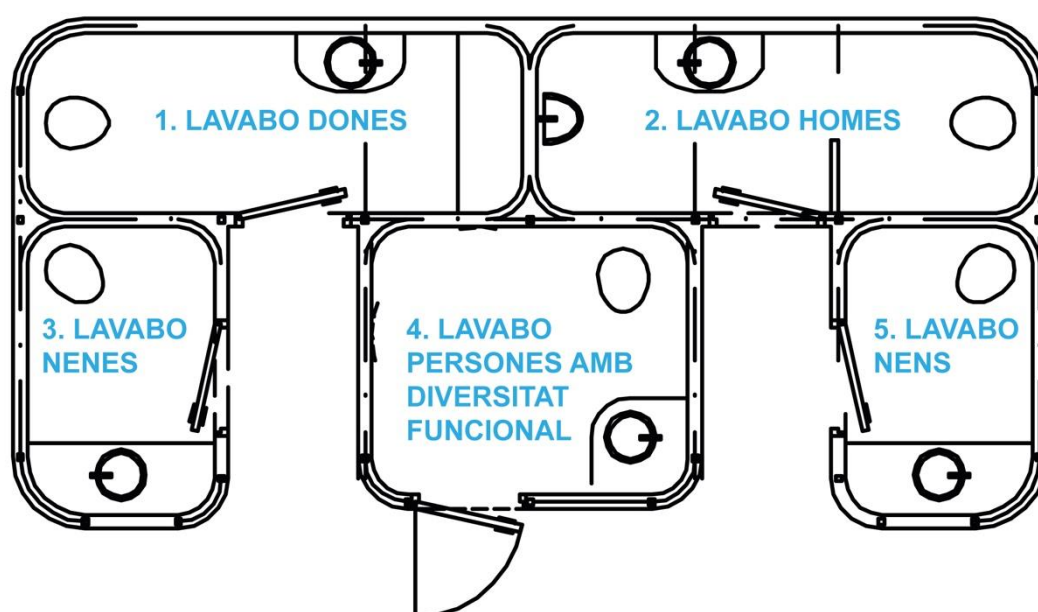 1. LAVABO DONES
2. LAVABO HOMES
3. LAVABO
NENES
4. LAVABO
PERSONES AMB
DIVERSITAT
FUNCIONAL
5. LAVABO
NENS